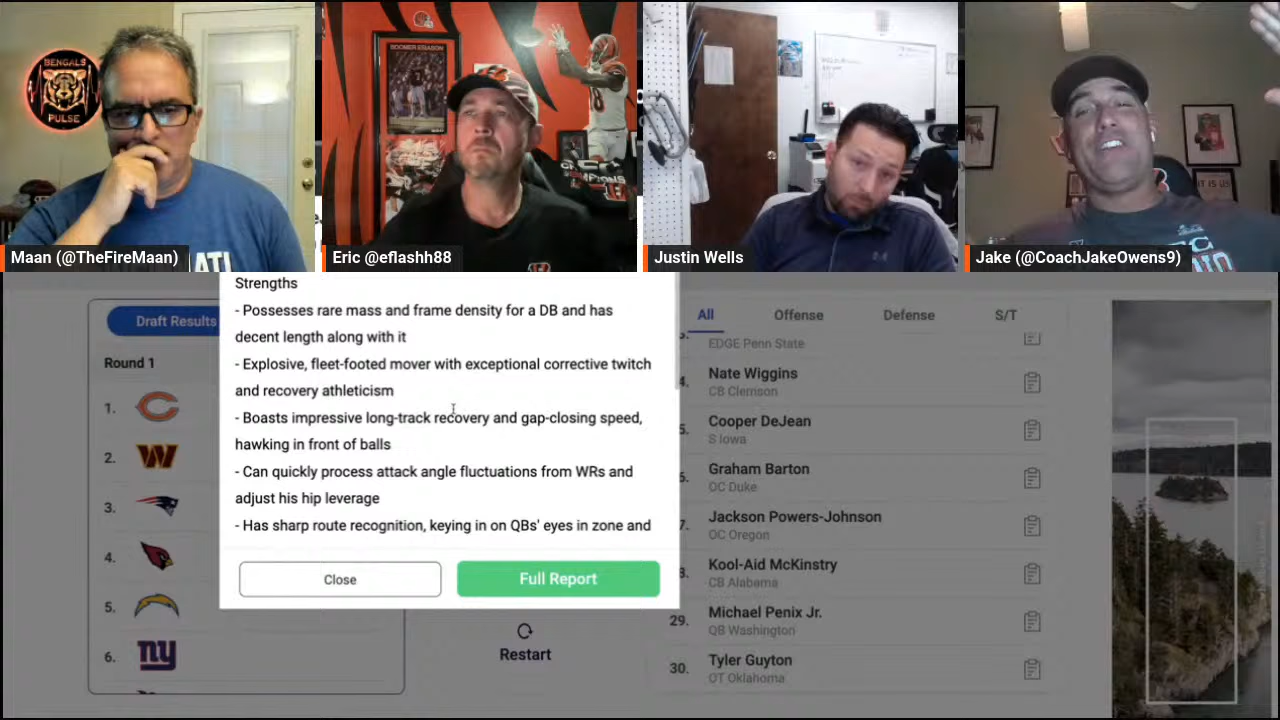 BENGALS
PULSE
BOOMER ESIASON
IT IS US
Maan (@TheFireMaan)
Eric @eflashh88
Justin Wells
Jake (@CoachJakeOwens9)
Strengths
- Possesses rare mass and frame density for a DB and has
decent length along with it
- Explosive, fleet-footed mover with exceptional corrective twitch
and recovery athleticism
- Boasts impressive long-track recovery and gap-closing speed,
hawking in front of balls
- Can quickly process attack angle fluctuations from WRs and
adjust his hip leverage
- Has sharp route recognition, keying in on QBs' eyes in zone and
Close
Full Report
Draft Results
Round 1
1.
2.
3.
4.
5.
6.
ny
Restart
All
Offense
Defense
S/T
EDGE Penn State
Nate Wiggins
CB Clemson
Cooper DeJean
S Iowa
Graham Barton
OC Duke
Jackson Powers-Johnson
OC Oregon
Kool-Aid McKinstry
CB Alabama
29.
Michael Penix Jr.
QB Washington
30.
Tyler Guyton
OT Oklahoma